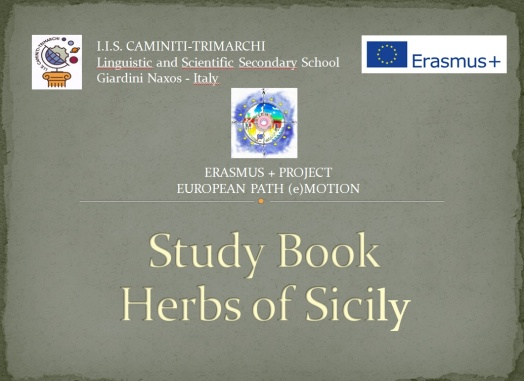 I.I.S. CAMINITI-TRIMARCHI
Linguistic and Scientific Secondary School
Giardini Naxos - Italy
Erasmus+
ERASMUS + PROJECT
EUROPEAN PATH (e)MOTION
Study Book
Herbs of Sicily